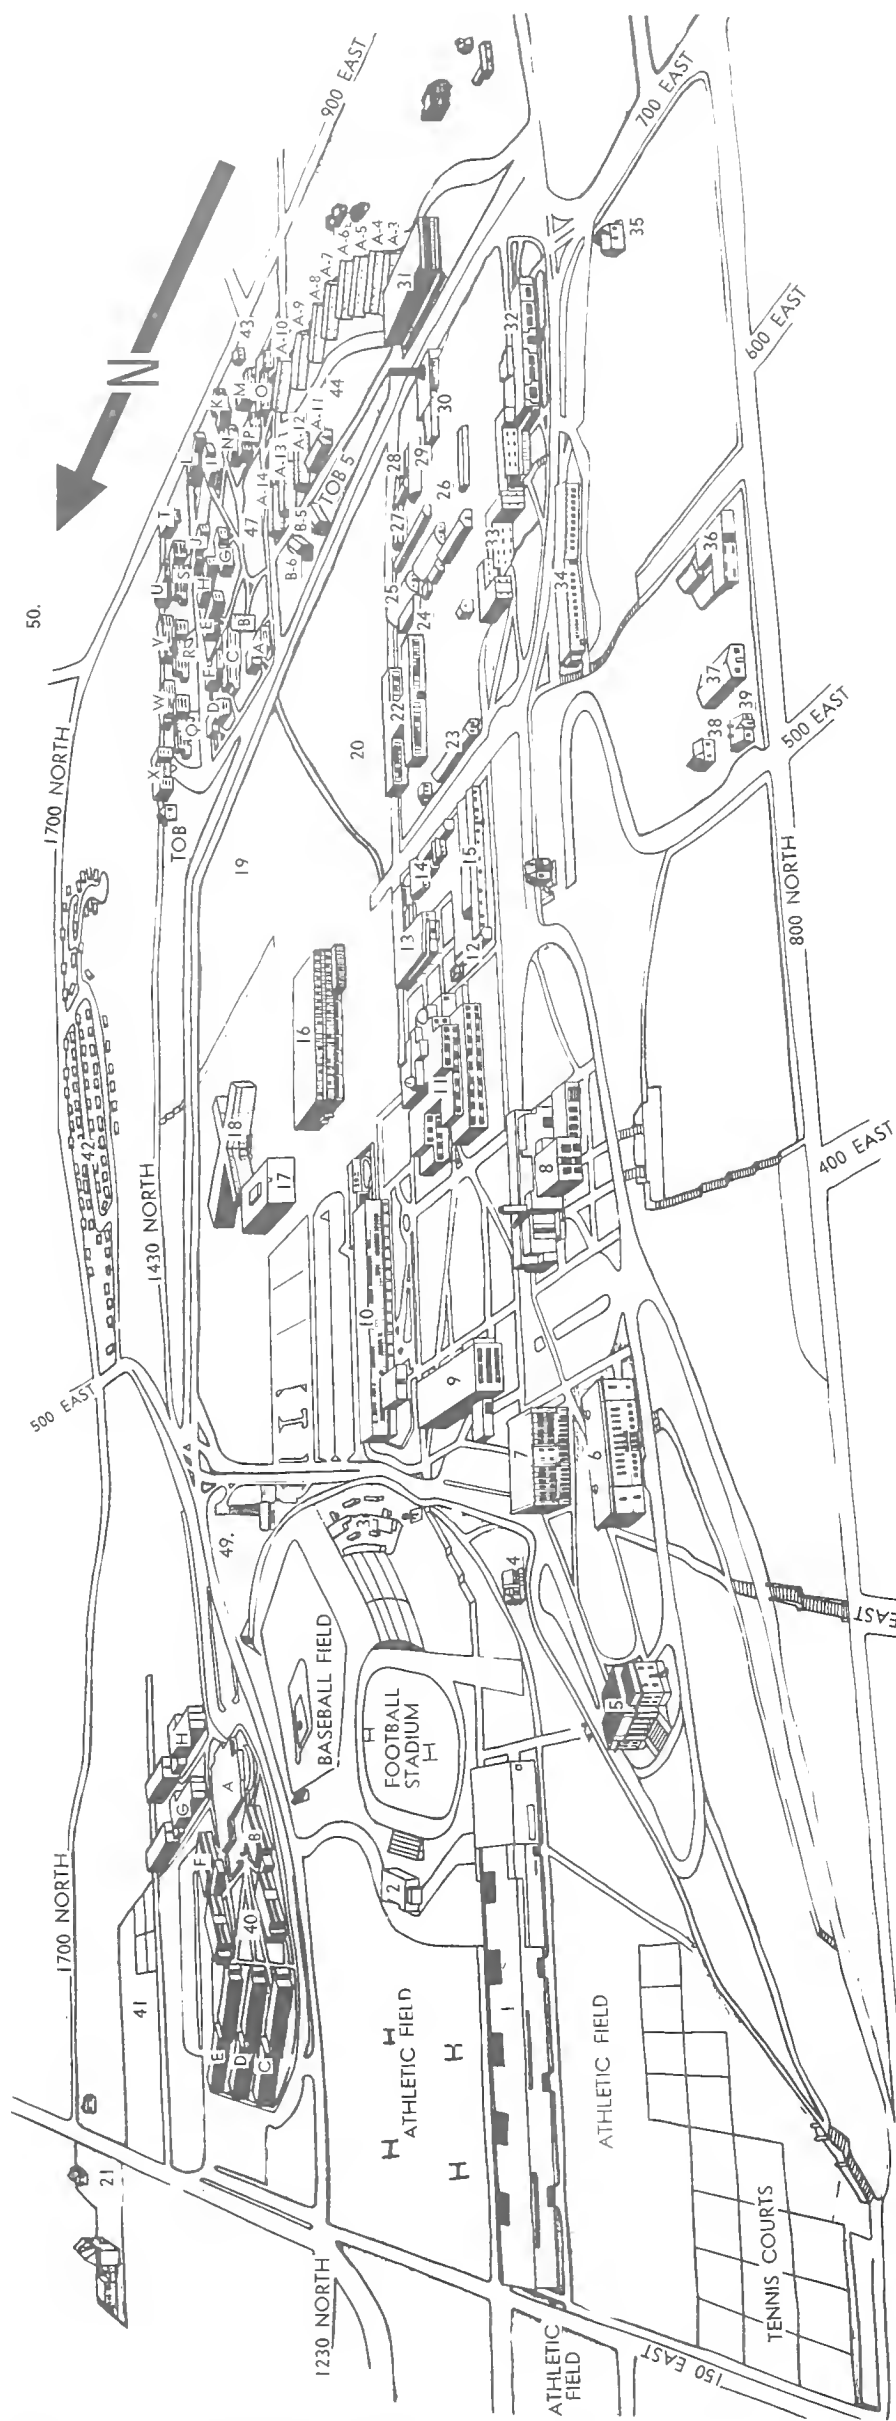 900 EAST
700 EAST
600 EAST
500 EAST
400 EAST
EAST
150 EAST
500 EAST
1700 NORTH
1700 NORTH
1430 NORTH
1230 NORTH
800 NORTH
N
50.
43
K
M
O
L
I
N
P
T
U
S
J
G
H
V
R
E
B
W
F
C
A
Q
D
X
TOB
47
A-14
A-13
A-12
A-11
A-10
A-9
A-8
A-7
A-6
A-5
A-4
A-3
44
B-5
B-6
TOB 5
31
32
35
30
28
29
27
26
25
24
33
34
36
37
38
39
22
23
20
19
14
15
13
12
11
16
18
17
42
10
9
8
7
6
5
4
3
49.
BASEBALL FIELD
FOOTBALL
STADIUM
2
1
H
G
A
F
B
40
E
D
C
41
21
ATHLETIC FIELD
ATHLETIC FIELD
ATHLETIC
FIELD
TENNIS COURTS